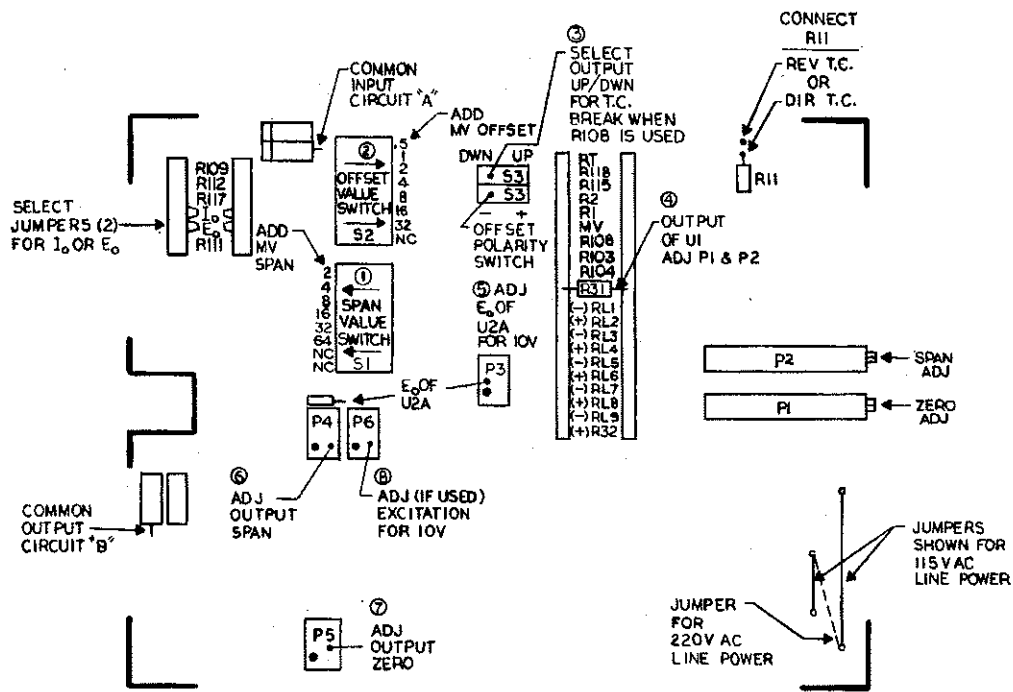 CONNECT
R11
REV T.C.
OR
DIR T.C.
R11
③
SELECT
OUTPUT
UP/DWN
FOR T.C.
BREAK WHEN
R108 IS USED
COMMON
INPUT
CIRCUIT "A"
ADD
MV OFFSET
②
OFFSET
VALUE
SWITCH
S2
.5
1
2
4
8
16
32
NC
DWN UP
S3
S3
- +
OFFSET
POLARITY
SWITCH
R109
R112
R117
I₀
E₀
R111
SELECT
JUMPERS (2)
FOR I₀ OR E₀
ADD
MV
SPAN
2
4
8
16
32
64
NC
NC
①
SPAN
VALUE
SWITCH
S1
RT
R118
R115
R2
R1
MV
R108
R103
R104
R31
(-) RL1
(+) RL2
(-) RL3
(+) RL4
(-) RL5
(+) RL6
(-) RL7
(+) RL8
(-) RL9
(+) R32
④
OUTPUT
OF U1
ADJ P1 & P2
⑤ ADJ
E₀ OF
U2A
FOR 10V
P3
E₀ OF
U2A
P4
P6
P2
SPAN
ADJ
P1
ZERO
ADJ
⑥
ADJ
OUTPUT
SPAN
⑧
ADJ (IF USED)
EXCITATION
FOR 10V
COMMON
OUTPUT
CIRCUIT "B"
JUMPERS
SHOWN FOR
115V AC
LINE POWER
JUMPER
FOR
220V AC
LINE POWER
P5
⑦
ADJ
OUTPUT
ZERO